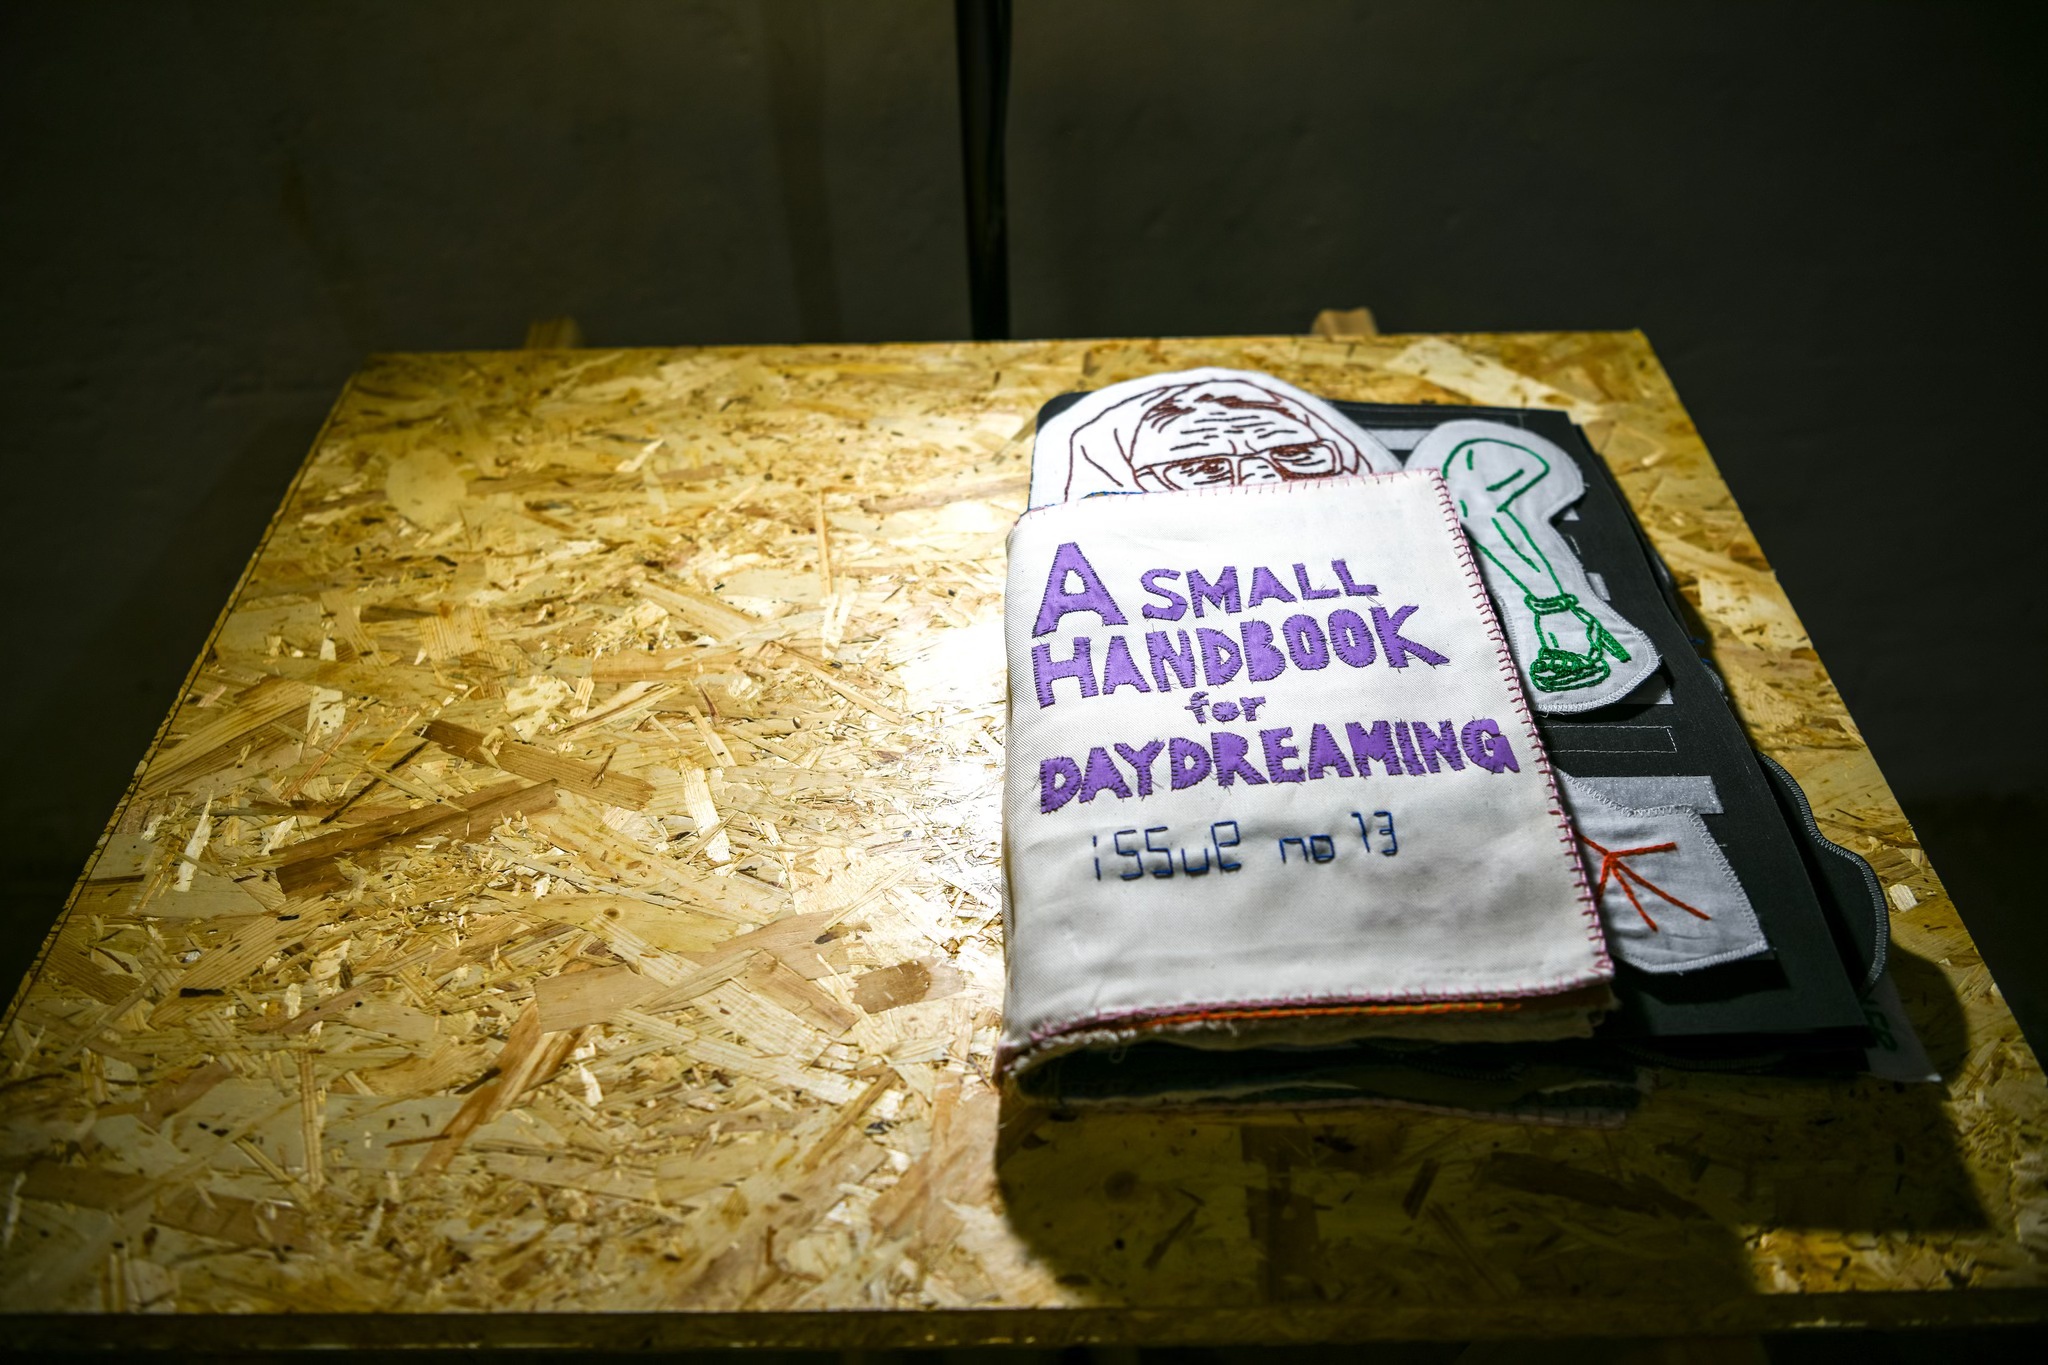 A SMALL
HANDBOOK
for
DAYDREAMING
issue no 13